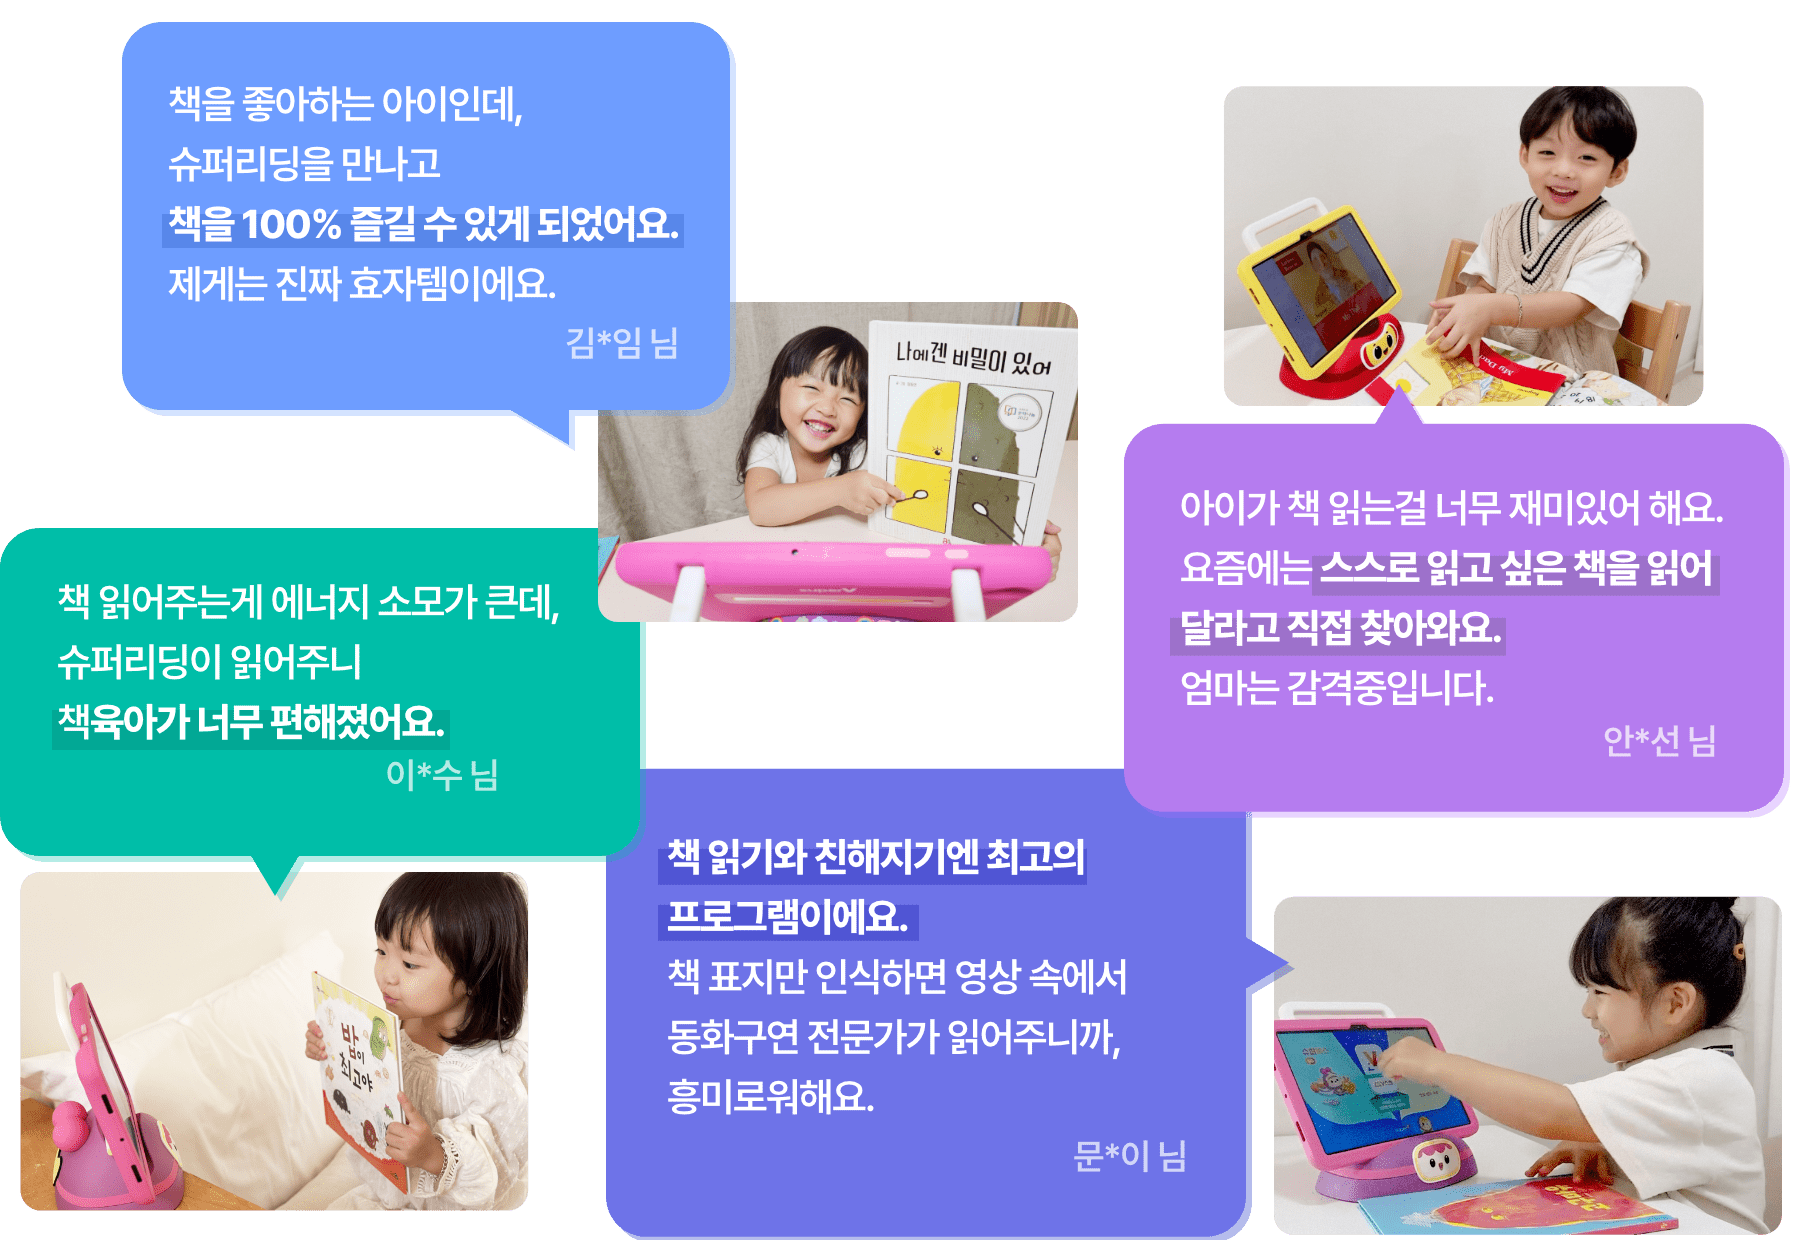 책을 좋아하는 아이인데,
슈퍼리딩을 만나고
책을 100% 즐길 수 있게 되었어요.
제게는 진짜 효자템이에요.
김*임 님
나에겐 비밀이 있어
My Dad
아이가 책 읽는걸 너무 재미있어 해요.
요즘에는 스스로 읽고 싶은 책을 읽어
달라고 직접 찾아와요.
엄마는 감격중입니다.
안*선 님
책 읽어주는게 에너지 소모가 큰데,
슈퍼리딩이 읽어주니
책육아가 너무 편해졌어요.
이*수 님
밥이
최고야
책 읽기와 친해지기엔 최고의
프로그램이에요.
책 표지만 인식하면 영상 속에서
동화구연 전문가가 읽어주니까,
흥미로워해요.
문*이 님